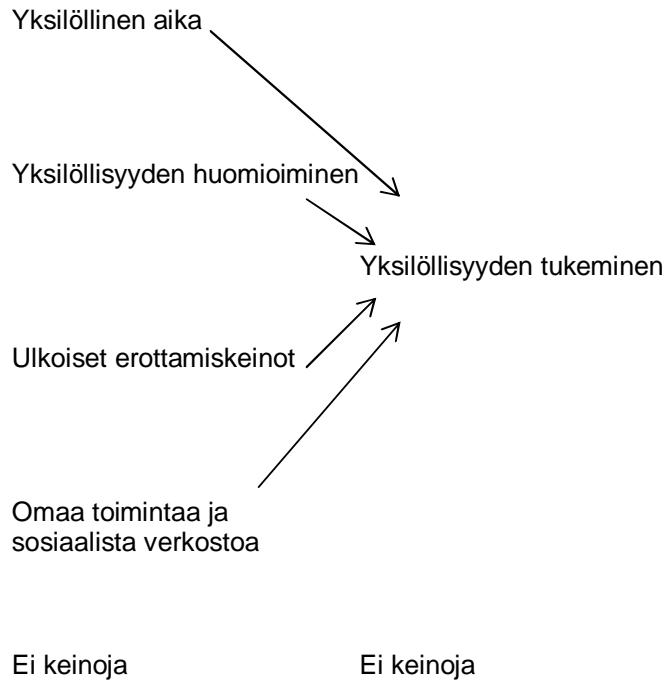 Yksilöllinen aika
Yksilöllisyyden huomioiminen
Yksilöllisyyden tukeminen
Ulkoiset erottamiskeinot
Omaa toimintaa ja
sosiaalista verkostoa
Ei keinoja
Ei keinoja